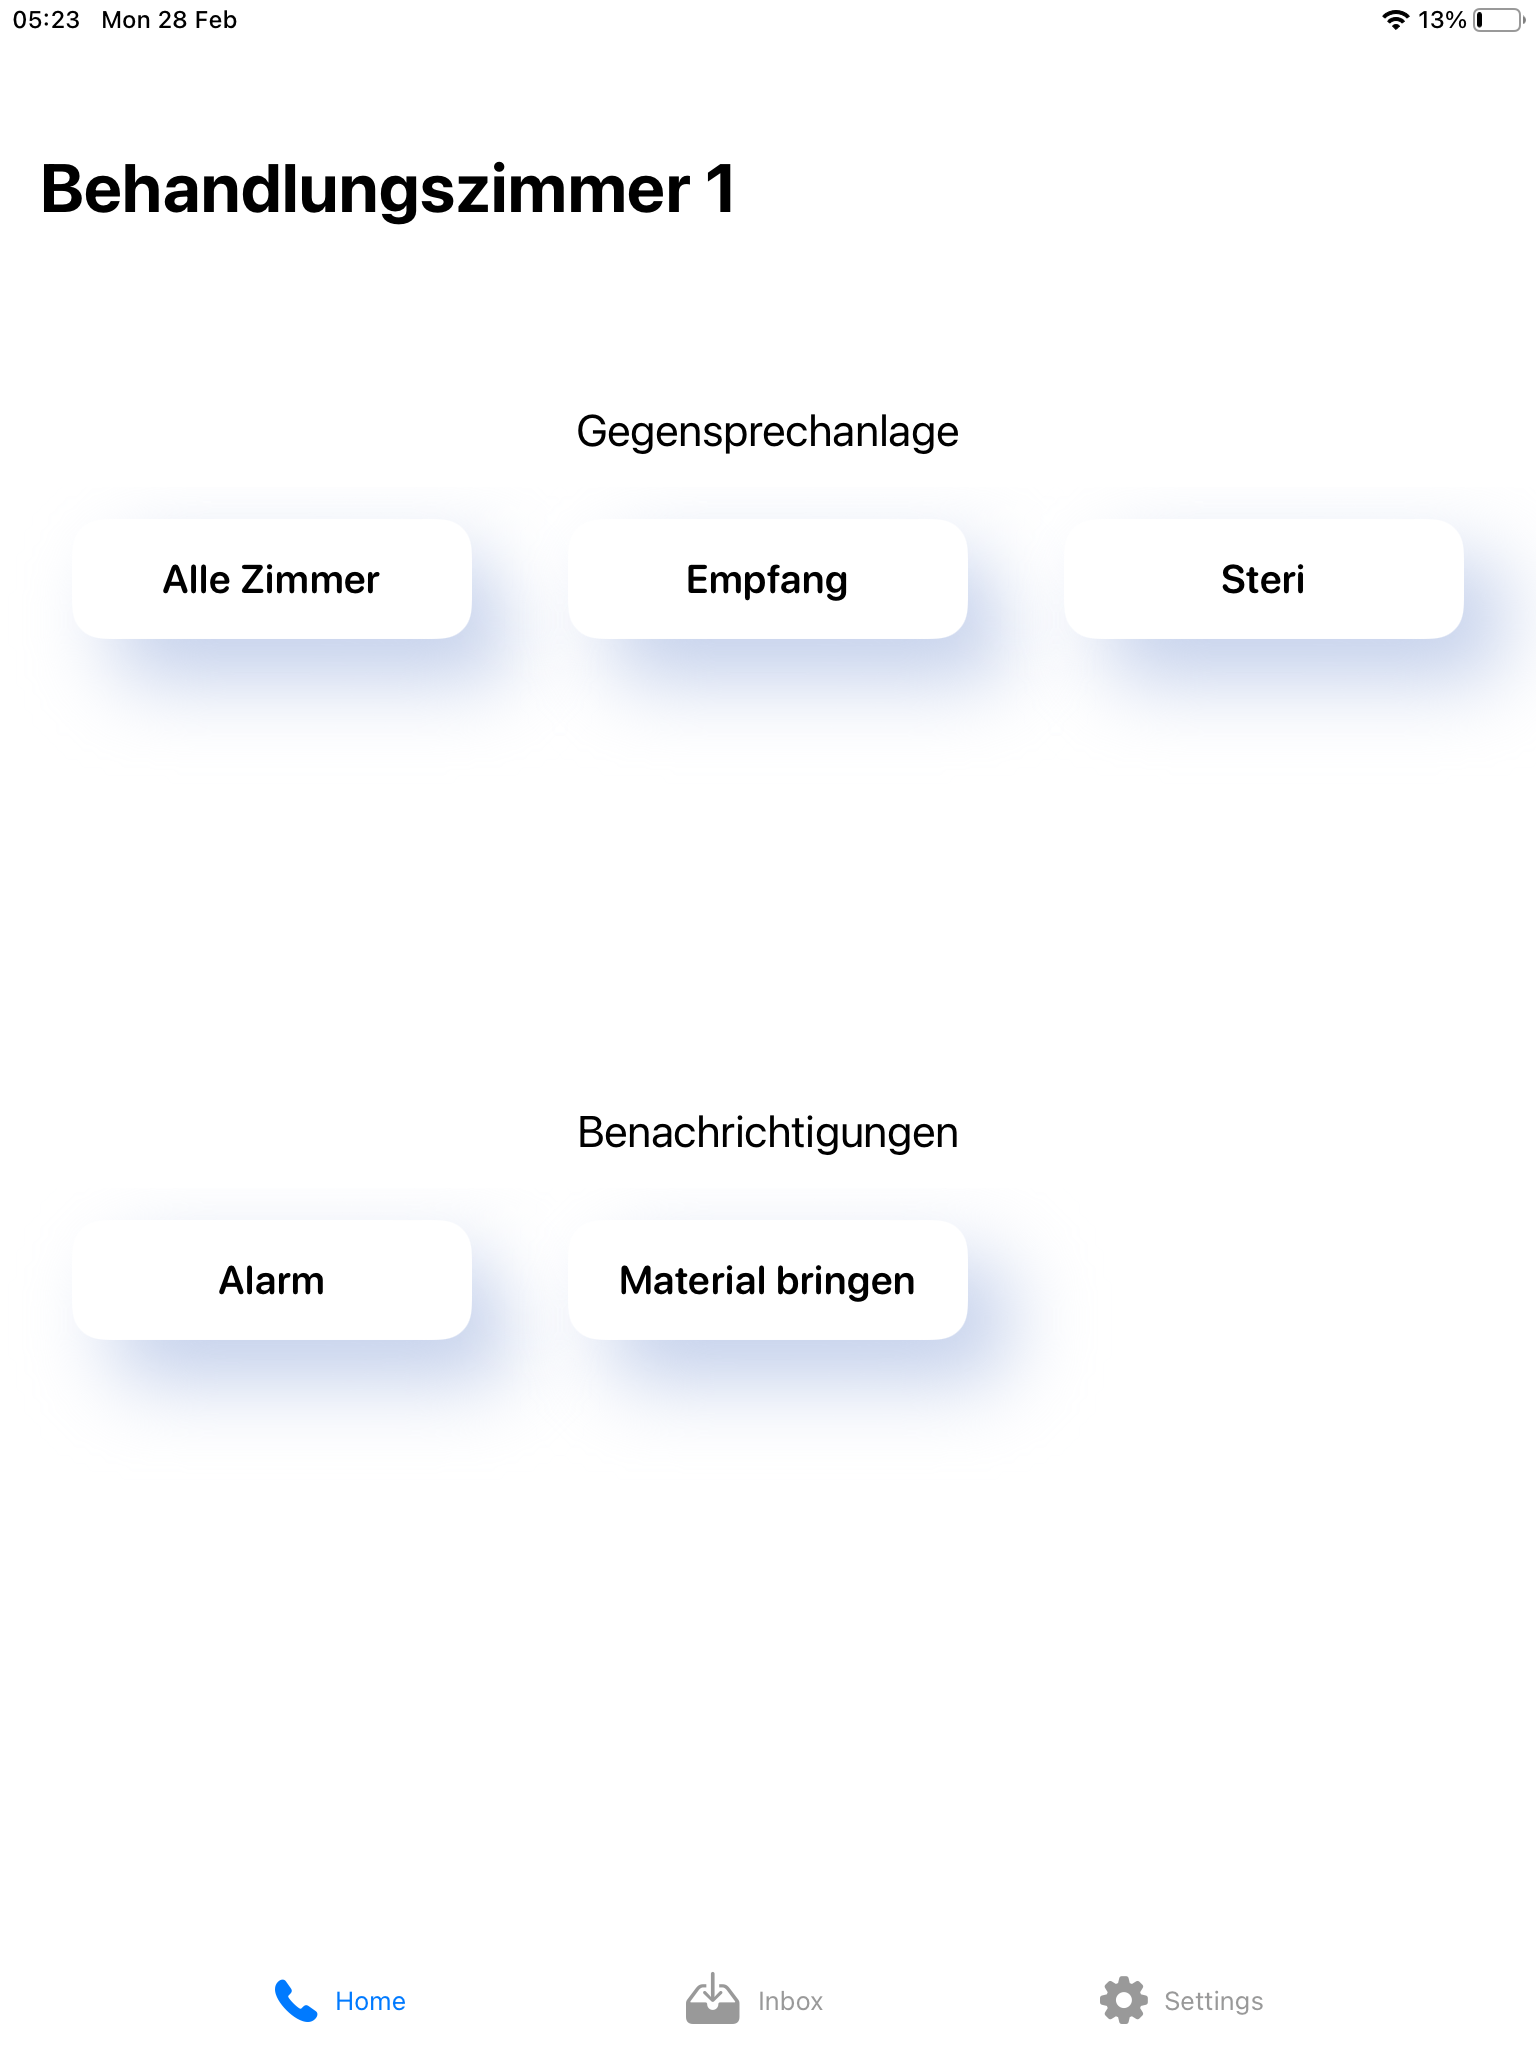 05:23 Mon 28 Feb 13%
Behandlungszimmer 1
Gegensprechanlage
Alle Zimmer Empfang Steri
Benachrichtigungen
Alarm Material bringen
Home Inbox Settings